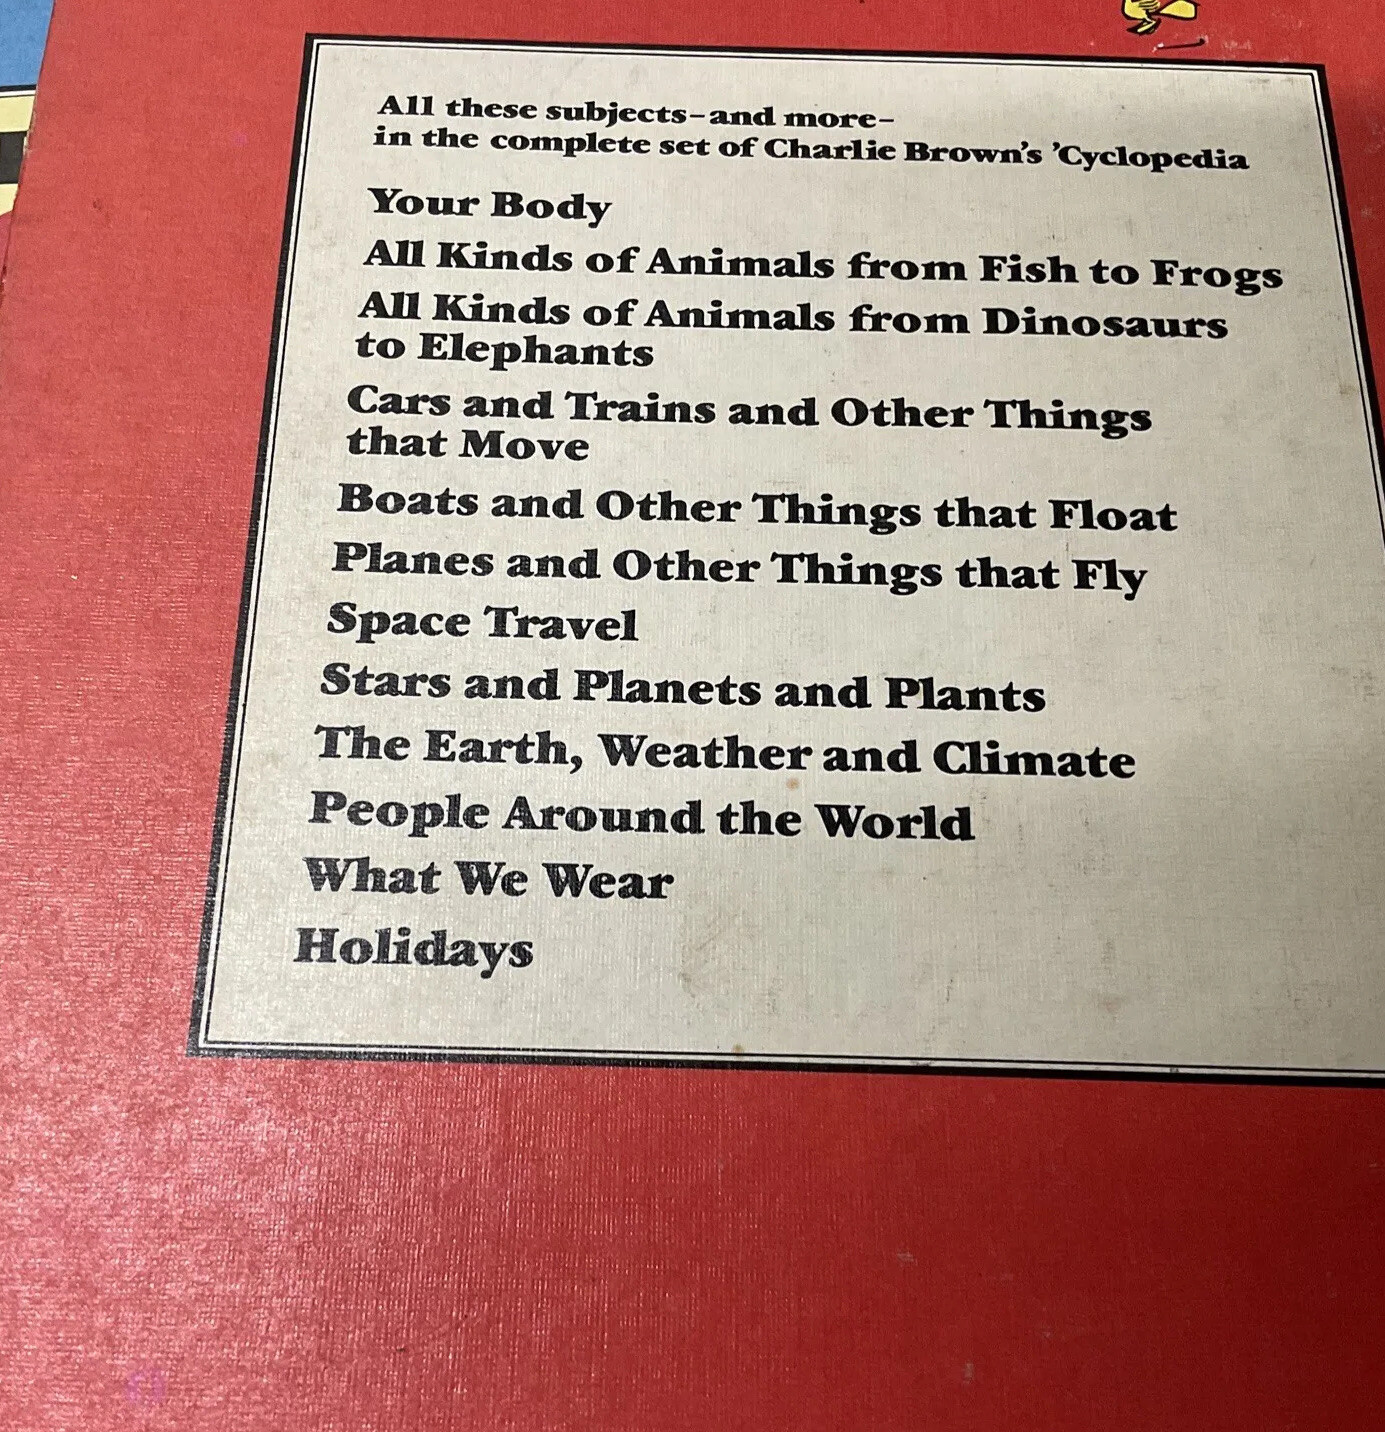 All these subjects-and more-
in the complete set of Charlie Brown's 'Cyclopedia
Your Body
All Kinds of Animals from Fish to Frogs
All Kinds of Animals from Dinosaurs
to Elephants
Cars and Trains and Other Things
that Move
Boats and Other Things that Float
Planes and Other Things that Fly
Space Travel
Stars and Planets and Plants
The Earth, Weather and Climate
People Around the World
What We Wear
Holidays